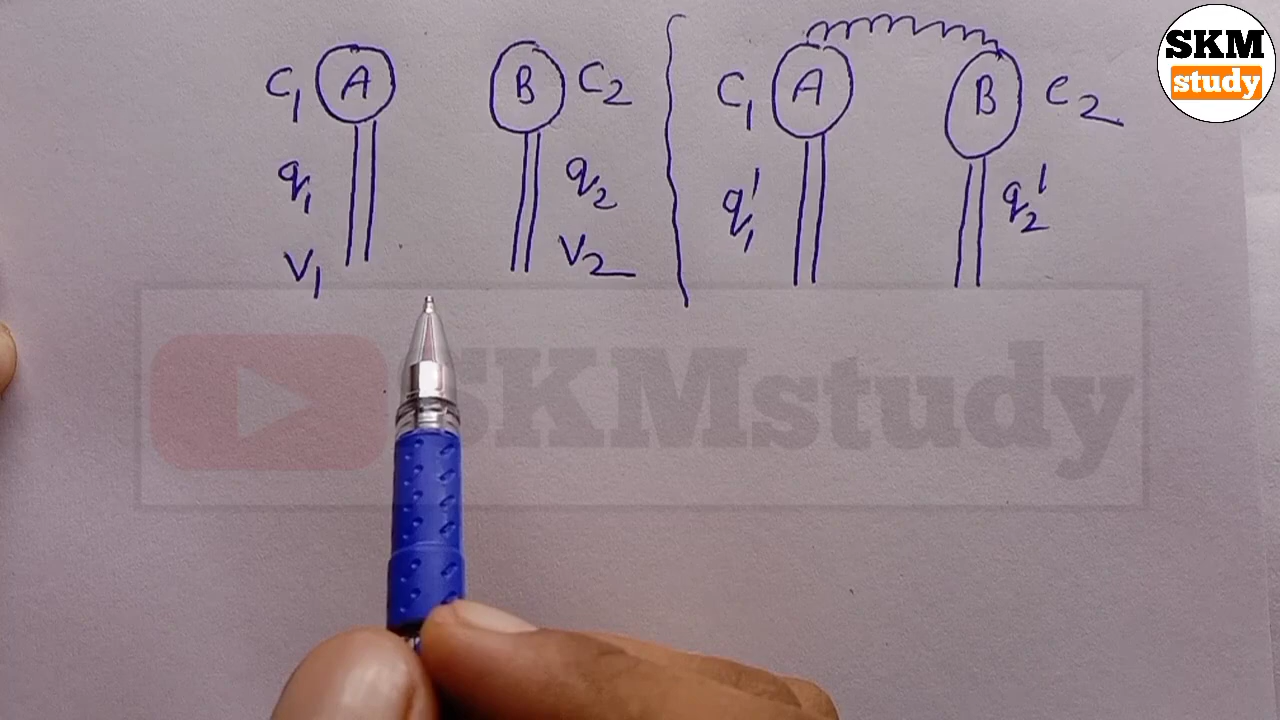 C₁ A B C₂ C₁ A B C₂
q₁ q₂ q₁' q₂'
V₁ V₂
SKM
study
SKMstudy